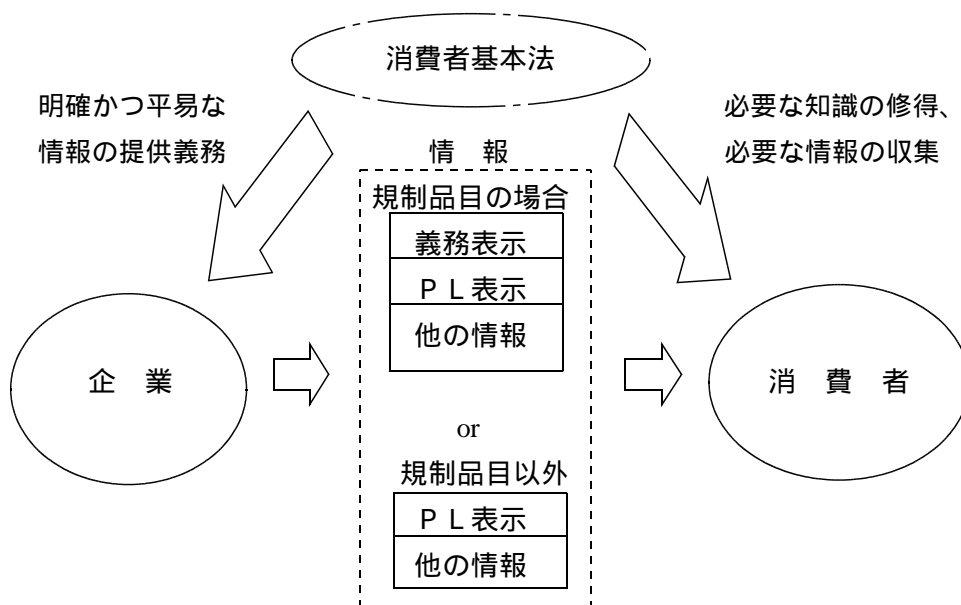 消費者基本法
明確かつ平易な
情報の提供義務
必要な知識の修得、
必要な情報の収集
情 報
規制品目の場合
義務表示
ＰＬ表示
他の情報
企 業
消 費 者
or
規制品目以外
ＰＬ表示
他の情報